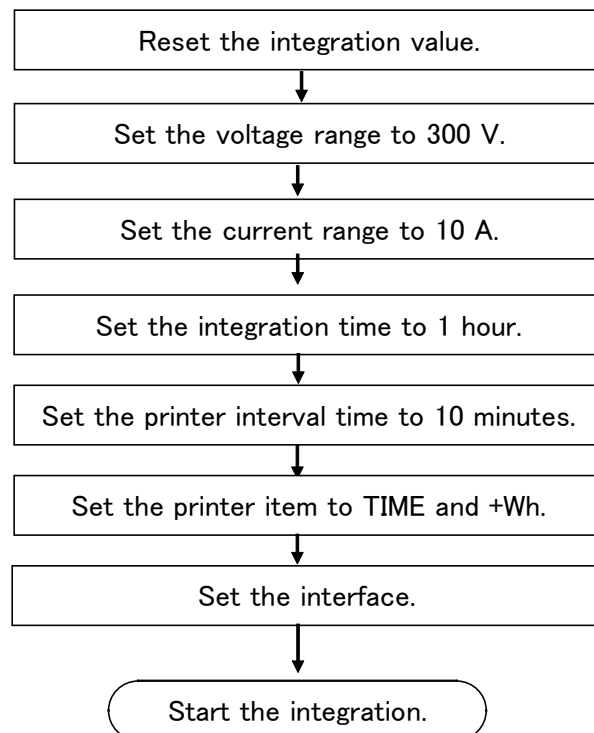 Reset the integration value.
Set the voltage range to 300 V.
Set the current range to 10 A.
Set the integration time to 1 hour.
Set the printer interval time to 10 minutes.
Set the printer item to TIME and +Wh.
Set the interface.
Start the integration.